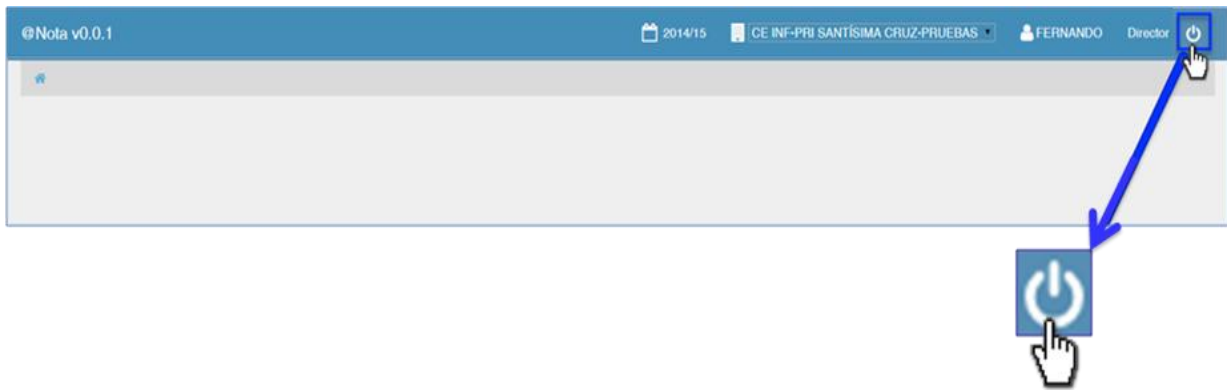 @Nota v0.0.1 2014/15 CE INF-PRI SANTÍSIMA CRUZ-PRUEBAS FERNANDO Director